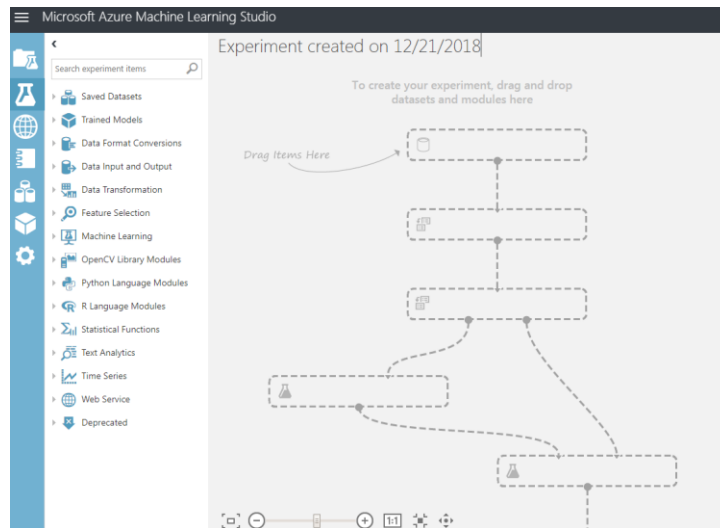 Microsoft Azure Machine Learning Studio
Experiment created on 12/21/2018
Search experiment items
Saved Datasets
Trained Models
Data Format Conversions
Data Input and Output
Data Transformation
Feature Selection
Machine Learning
OpenCV Library Modules
Python Language Modules
R Language Modules
Statistical Functions
Text Analytics
Time Series
Web Service
Deprecated
To create your experiment, drag and drop
datasets and modules here
Drag Items Here
1:1